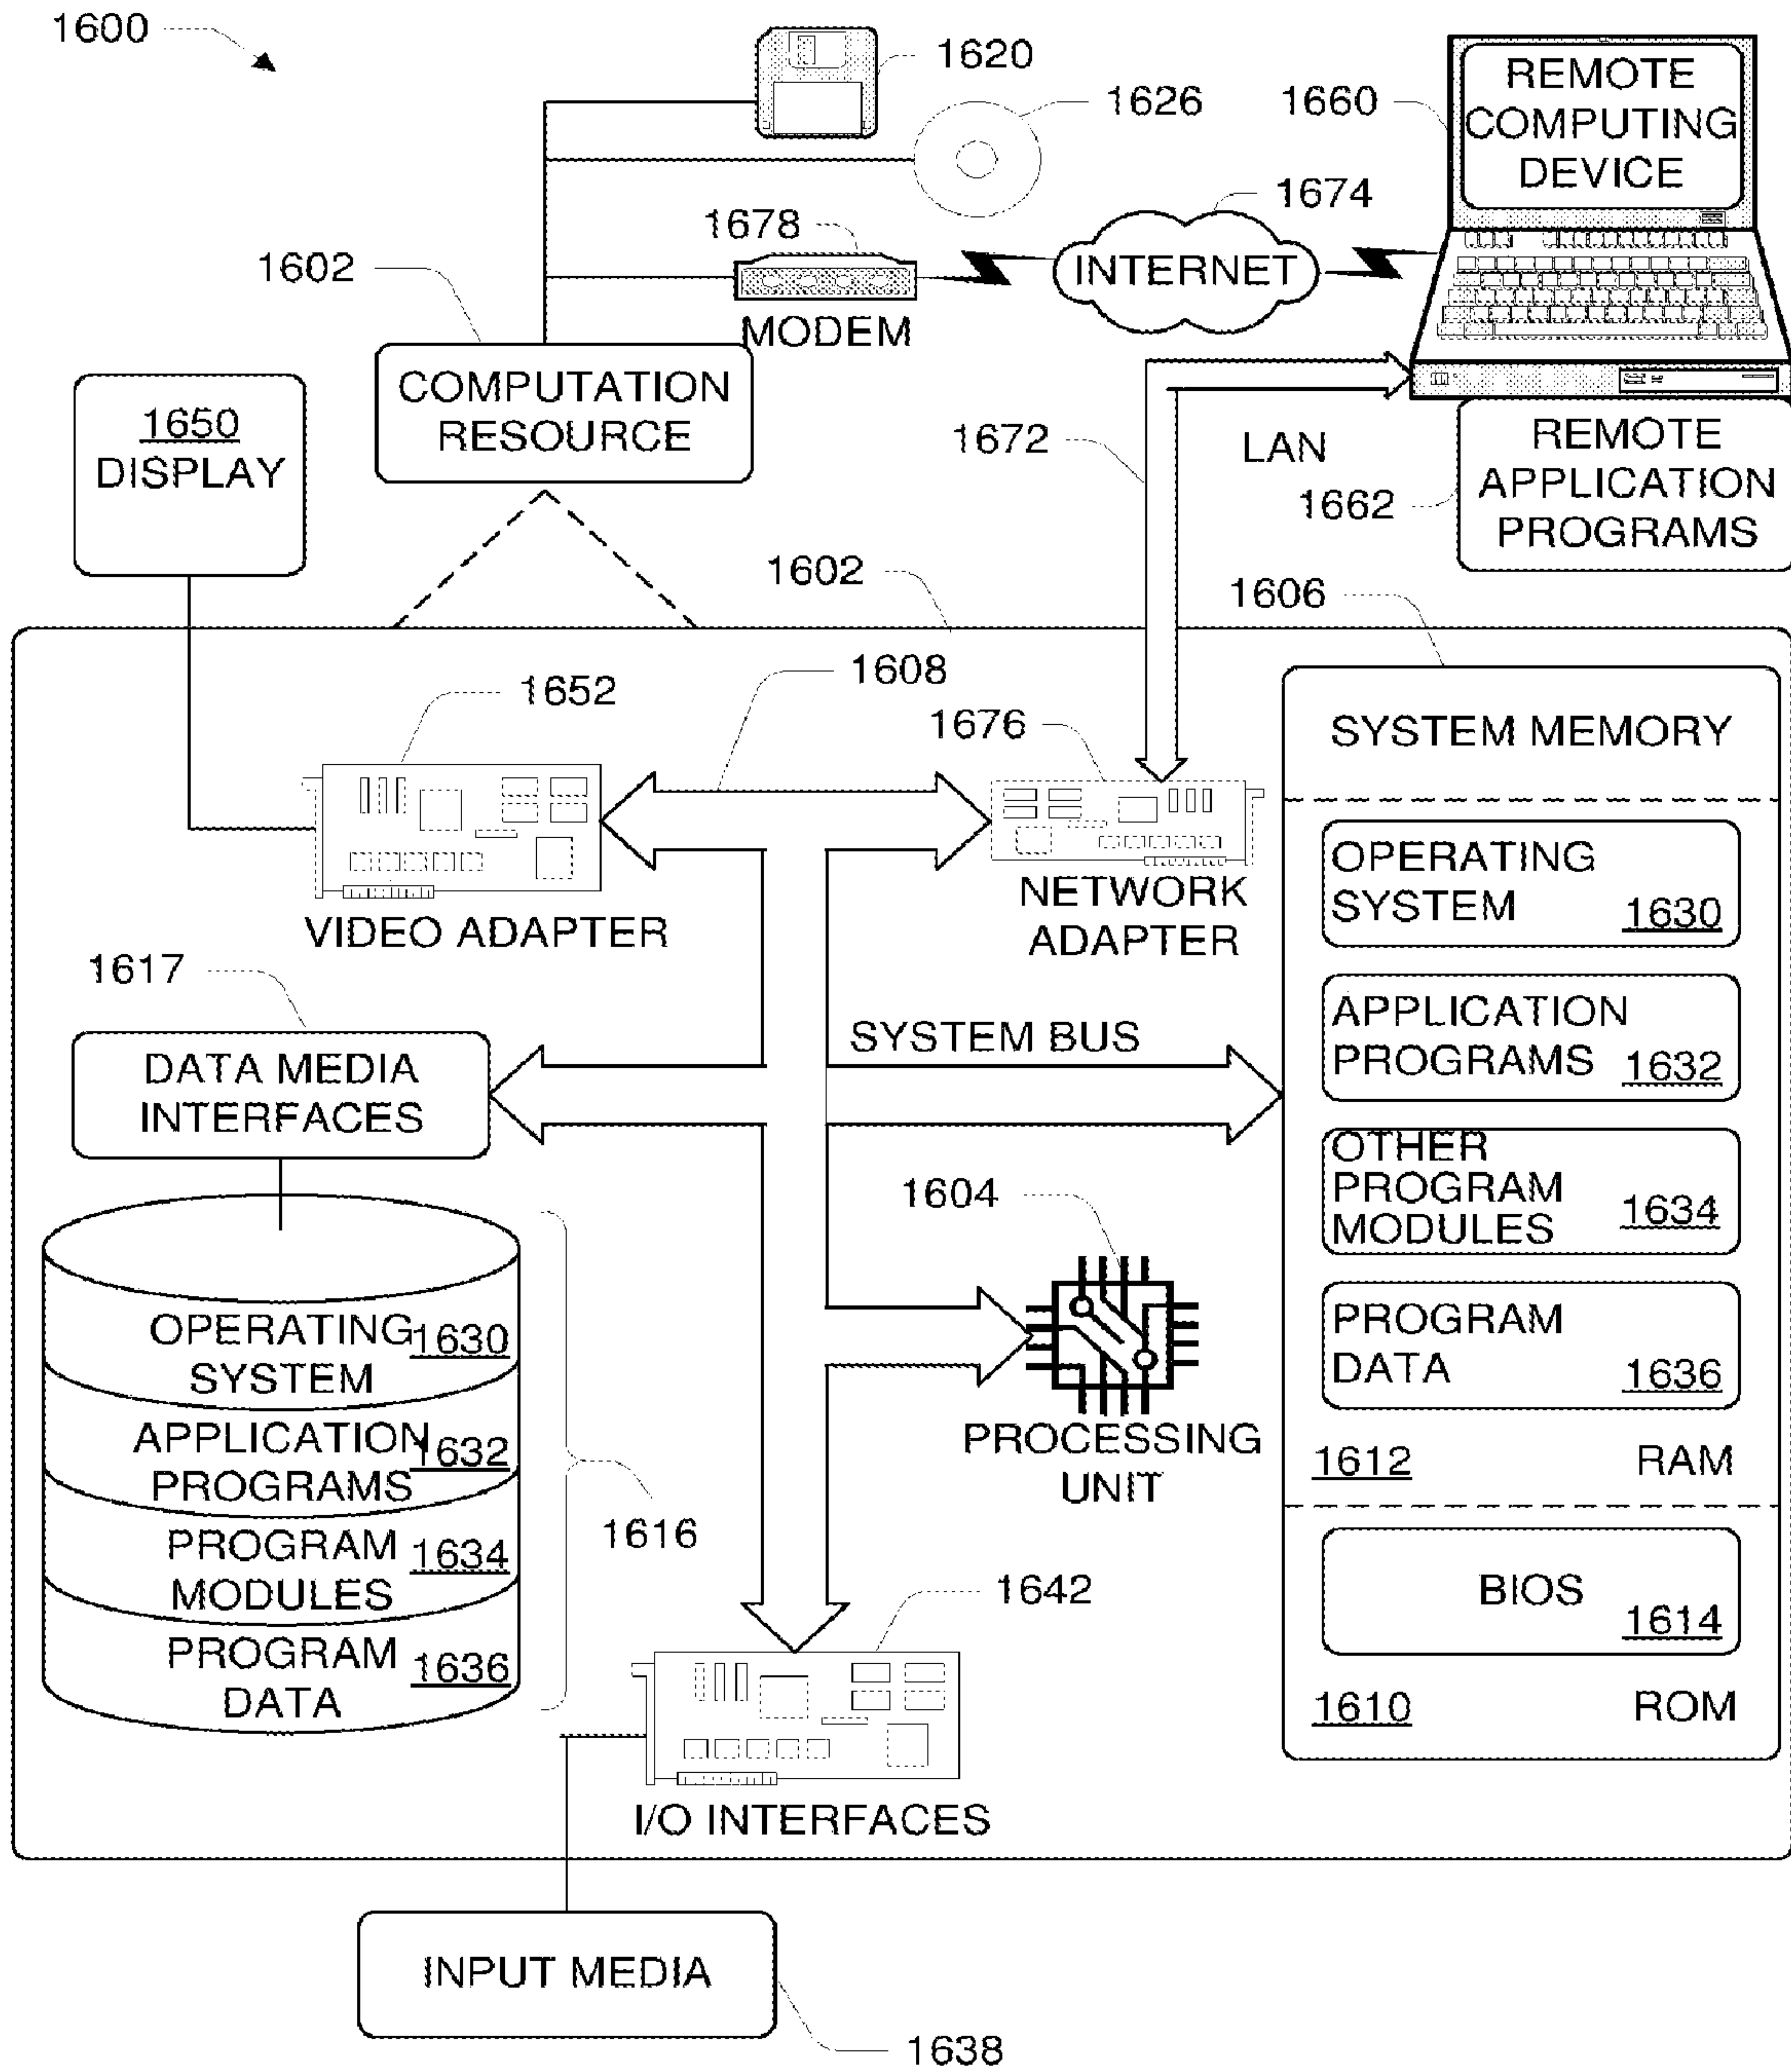 1600
1620
1626
1660
REMOTE
COMPUTING
DEVICE
1674
1678
INTERNET
1602
MODEM
COMPUTATION
RESOURCE
1650
DISPLAY
1672
LAN
REMOTE
APPLICATION
PROGRAMS
1662
1602
1606
1608
1652
1676
SYSTEM MEMORY
OPERATING
SYSTEM 1630
NETWORK
ADAPTER
VIDEO ADAPTER
1617
APPLICATION
PROGRAMS 1632
SYSTEM BUS
DATA MEDIA
INTERFACES
OTHER
PROGRAM
MODULES 1634
1604
PROGRAM
DATA 1636
OPERATING 1630
SYSTEM
APPLICATION 1632
PROGRAMS
PROGRAM 1634
MODULES
PROGRAM 1636
DATA
1616
PROCESSING
UNIT
1612 RAM
BIOS
1614
1610 ROM
1642
I/O INTERFACES
INPUT MEDIA
1638